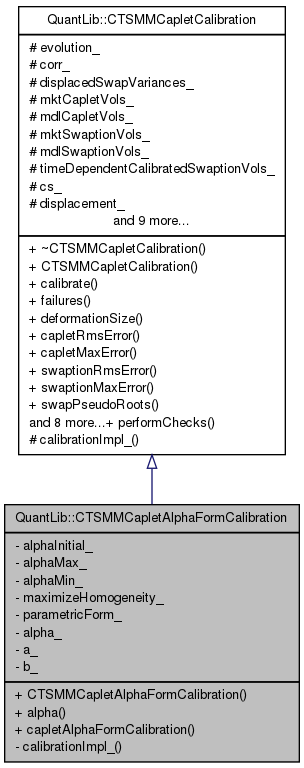 QuantLib::CTSMMCapletCalibration
# evolution_
# corr_
# displacedSwapVariances_
# mktCapletVols_
# mdlCapletVols_
# mktSwaptionVols_
# mdlSwaptionVols_
# timeDependentCalibratedSwaptionVols_
# cs_
# displacement_
and 9 more...
+ ~CTSMMCapletCalibration()
+ CTSMMCapletCalibration()
+ calibrate()
+ failures()
+ deformationSize()
+ capletRmsError()
+ capletMaxError()
+ swaptionRmsError()
+ swaptionMaxError()
+ swapPseudoRoots()
and 8 more...+ performChecks()
# calibrationImpl_()
QuantLib::CTSMMCapletAlphaFormCalibration
- alphaInitial_
- alphaMax_
- alphaMin_
- maximizeHomogeneity_
- parametricForm_
- alpha_
- a_
- b_
+ CTSMMCapletAlphaFormCalibration()
+ alpha()
+ capletAlphaFormCalibration()
- calibrationImpl_()